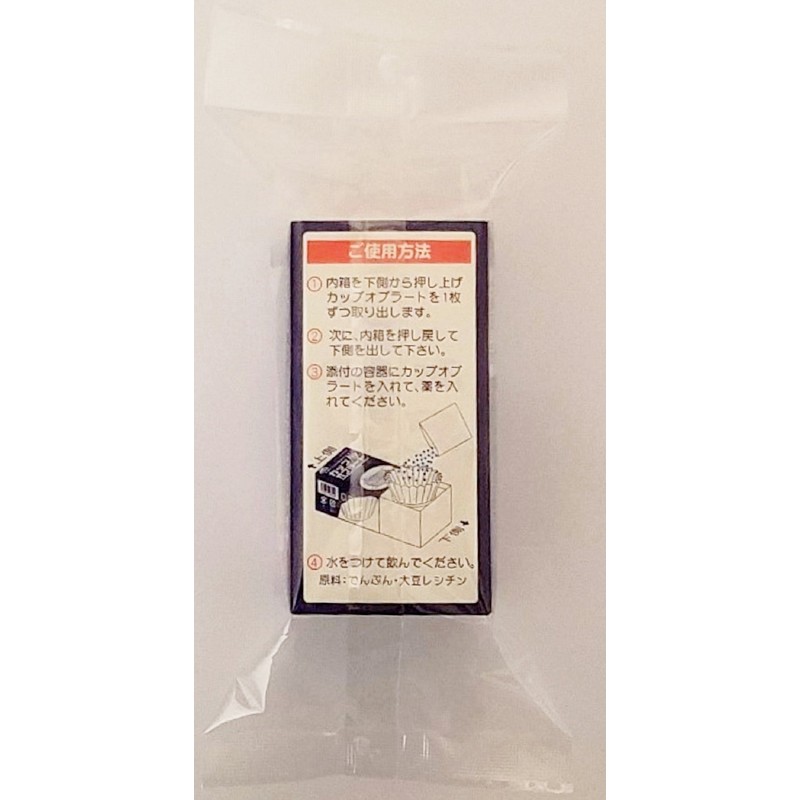 ご使用方法
①内箱を下側から押し上げ
カップオブラートを1枚
ずつ取り出します。
②次に、内箱を押し戻して
下側を出して下さい。
③添付の容器にカップオブ
ラートを入れて、薬を入
れてください。
上側
下側
④水をつけて飲んでください。
原料:でんぷん・大豆レシチン